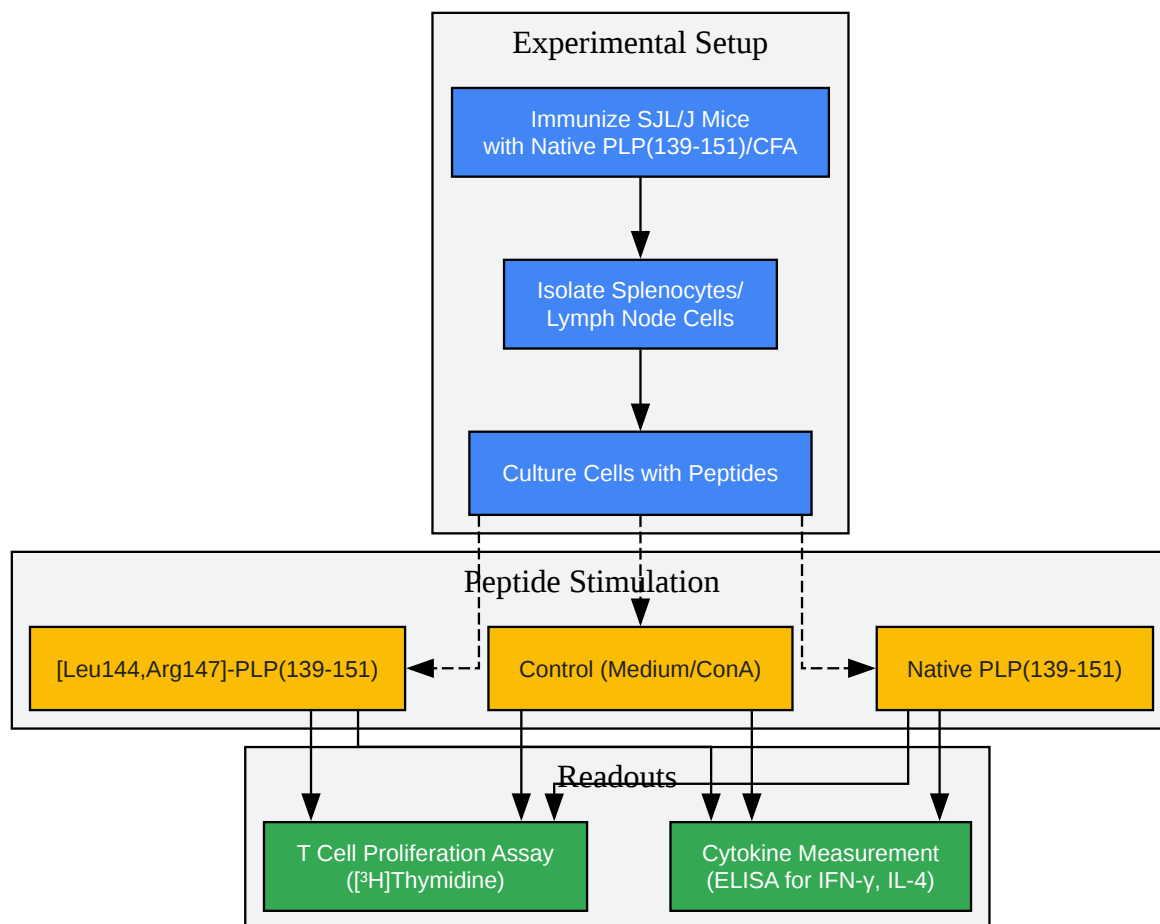 Experimental Setup
Immunize SJL/J Mice
with Native PLP(139-151)/CFA
Isolate Splenocytes/
Lymph Node Cells
Culture Cells with Peptides
Peptide Stimulation
[Leu144,Arg147]-PLP(139-151)
Control (Medium/ConA)
Native PLP(139-151)
Readouts
T Cell Proliferation Assay
([³H]Thymidine)
Cytokine Measurement
(ELISA for IFN-γ, IL-4)